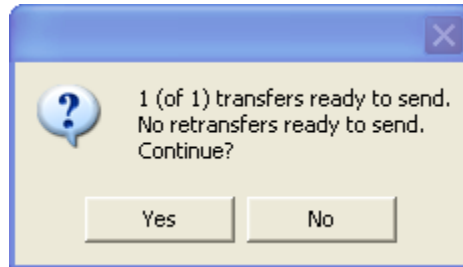 1 (of 1) transfers ready to send.
No retransfers ready to send.
Continue?
Yes
No